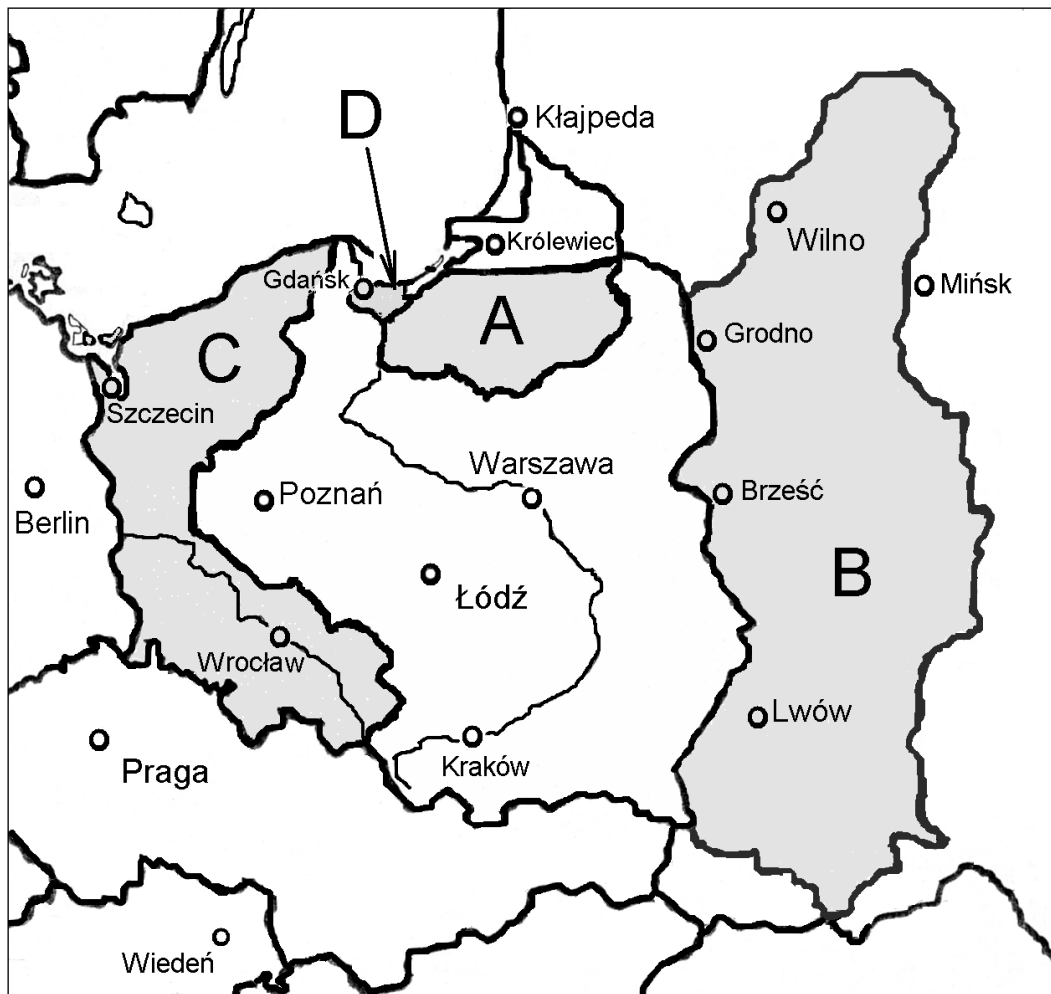 D
Kłajpeda
Wilno
Królewiec
Gdańsk
Mińsk
A
Grodno
C
Szczecin
Warszawa
Poznań
Brześć
Berlin
B
Łódź
Wrocław
Lwów
Praga
Kraków
Wiedeń